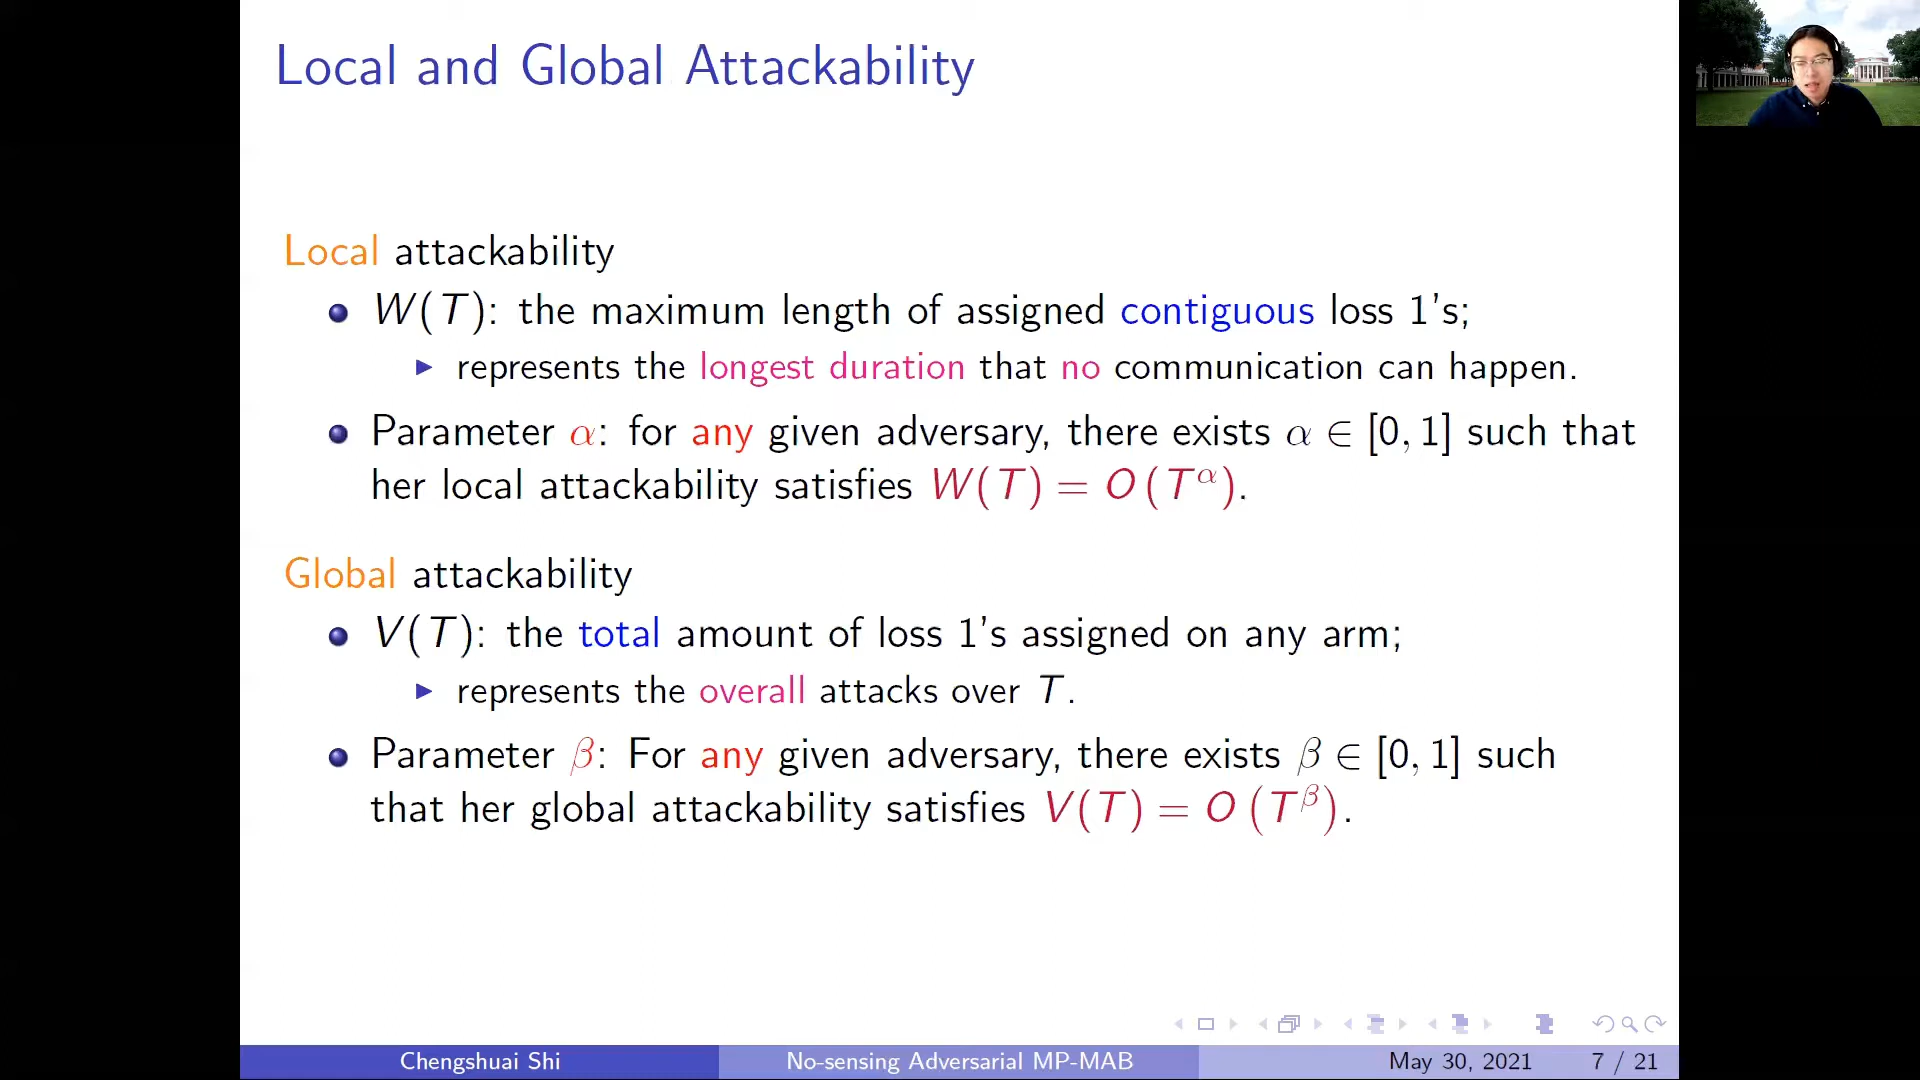 Local and Global Attackability
Local attackability
W(T): the maximum length of assigned contiguous loss 1's;
represents the longest duration that no communication can happen.
Parameter α: for any given adversary, there exists α ∈ [0, 1] such that
her local attackability satisfies W(T) = O(T^α).
Global attackability
V(T): the total amount of loss 1's assigned on any arm;
represents the overall attacks over T.
Parameter β: For any given adversary, there exists β ∈ [0, 1] such
that her global attackability satisfies V(T) = O(T^β).
Chengshuai Shi No-sensing Adversarial MP-MAB May 30, 2021 7 / 21